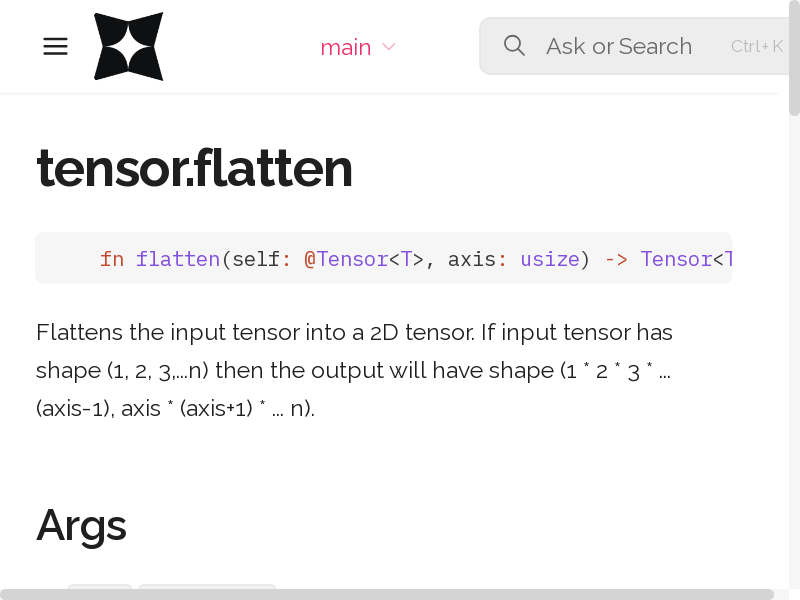 main
Ask or Search
Ctrl+K
tensor.flatten
fn flatten(self: @Tensor<T>, axis: usize) -> Tensor<T
Flattens the input tensor into a 2D tensor. If input tensor has
shape (1, 2, 3,...n) then the output will have shape (1 * 2 * 3 * ...
(axis-1), axis * (axis+1) * ... n).
Args